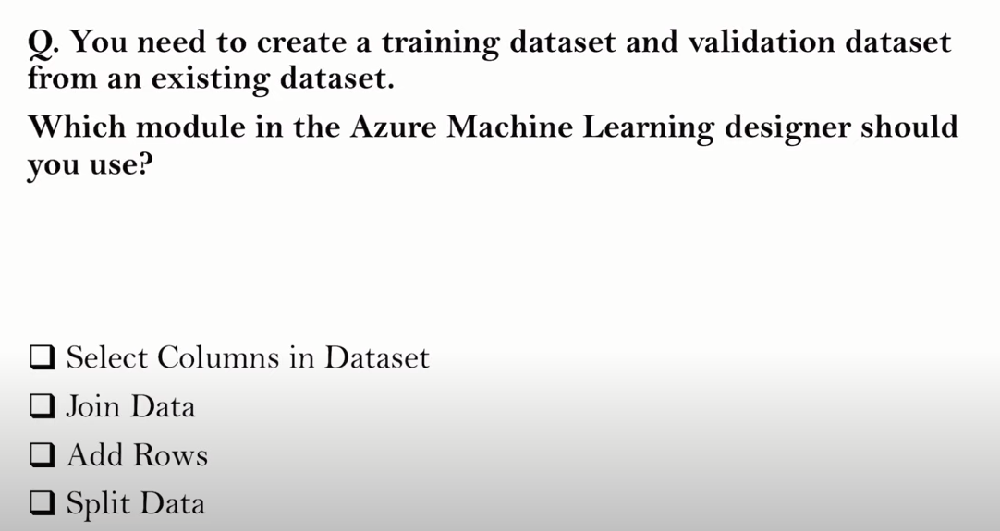 Q. You need to create a training dataset and validation dataset
from an existing dataset.
Which module in the Azure Machine Learning designer should
you use?
❑ Select Columns in Dataset
❑ Join Data
❑ Add Rows
❑ Split Data